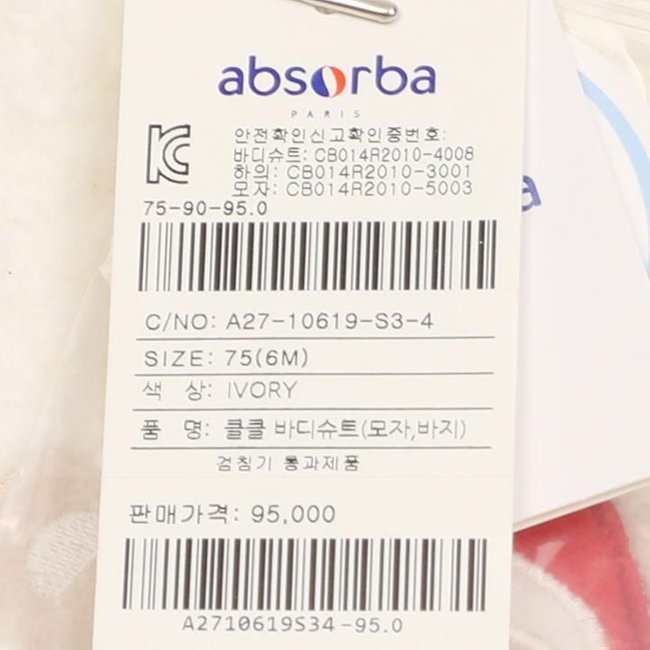 absorba
PARIS
안전확인신고확인증번호:
바디슈트: CB014R2010-4008
하의: CB014R2010-3001
모자: CB014R2010-5003
75-90-95.0
C/NO: A27-10619-S3-4
SIZE: 75(6M)
색 상: IVORY
품 명: 클클 바디슈트(모자,바지)
검침기 통과제품
판매가격: 95,000
A2710619S34-95.0
a